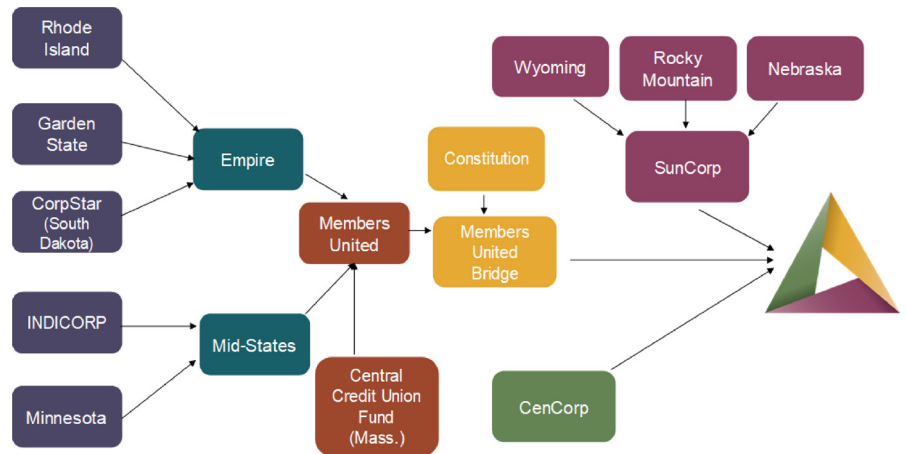 Rhode
Island
Garden
State
CorpStar
(South
Dakota)
INDICORP
Minnesota
Empire
Mid-States
Members
United
Central
Credit Union
Fund
(Mass.)
Constitution
Members
United
Bridge
Wyoming
Rocky
Mountain
Nebraska
SunCorp
CenCorp